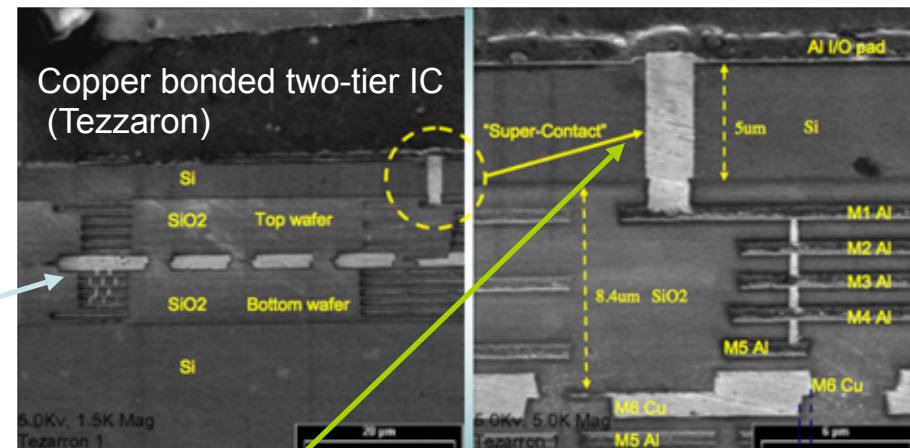 Copper bonded two-tier IC
(Tezzaron)
Si
SiO2 Top wafer
SiO2 Bottom wafer
Si
5.0Kv, 1.5K Mag
Tezarron 1
20 µm
Al I/O pad
"Super-Contact"
5um Si
M1 Al
M2 Al
M3 Al
8.4um SiO2
M4 Al
M5 Al
M6 Cu
M6 Cu
5.0Kv, 5.0K Mag
Tezarron 1
M5 Al
6 µm